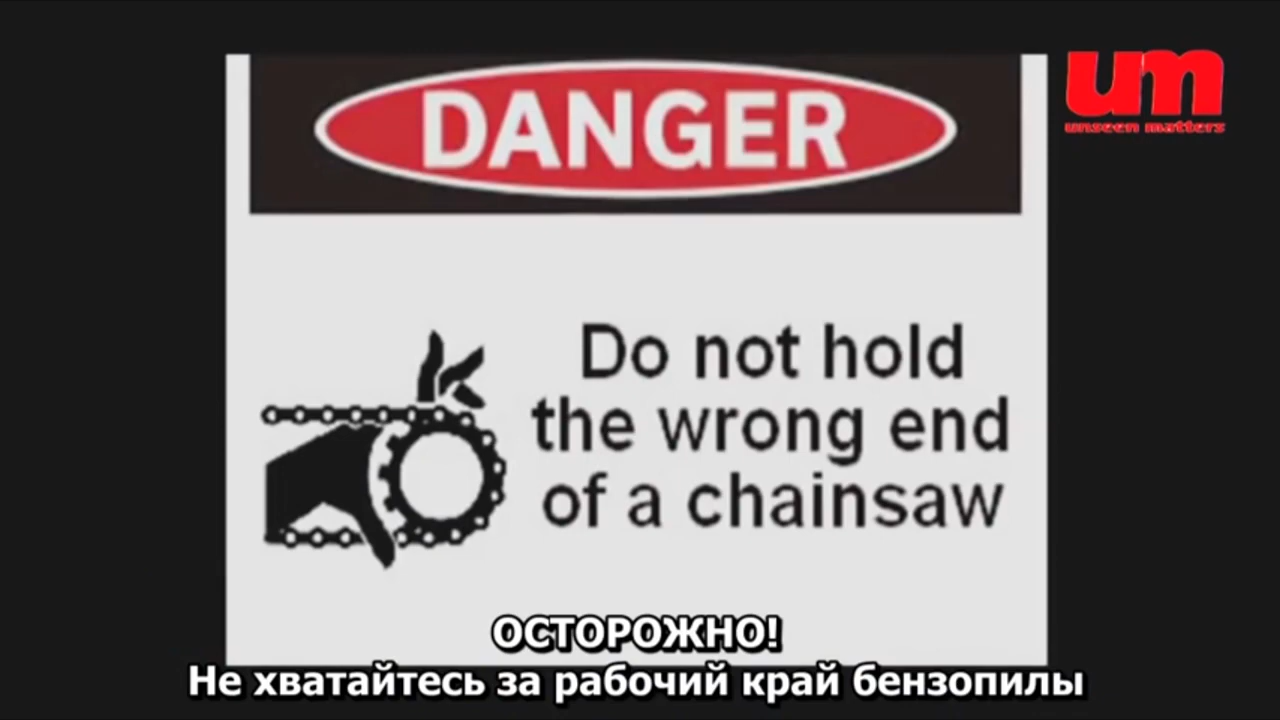 DANGER
um
unseen matters
Do not hold
the wrong end
of a chainsaw
ОСТОРОЖНО!
Не хватайтесь за рабочий край бензопилы